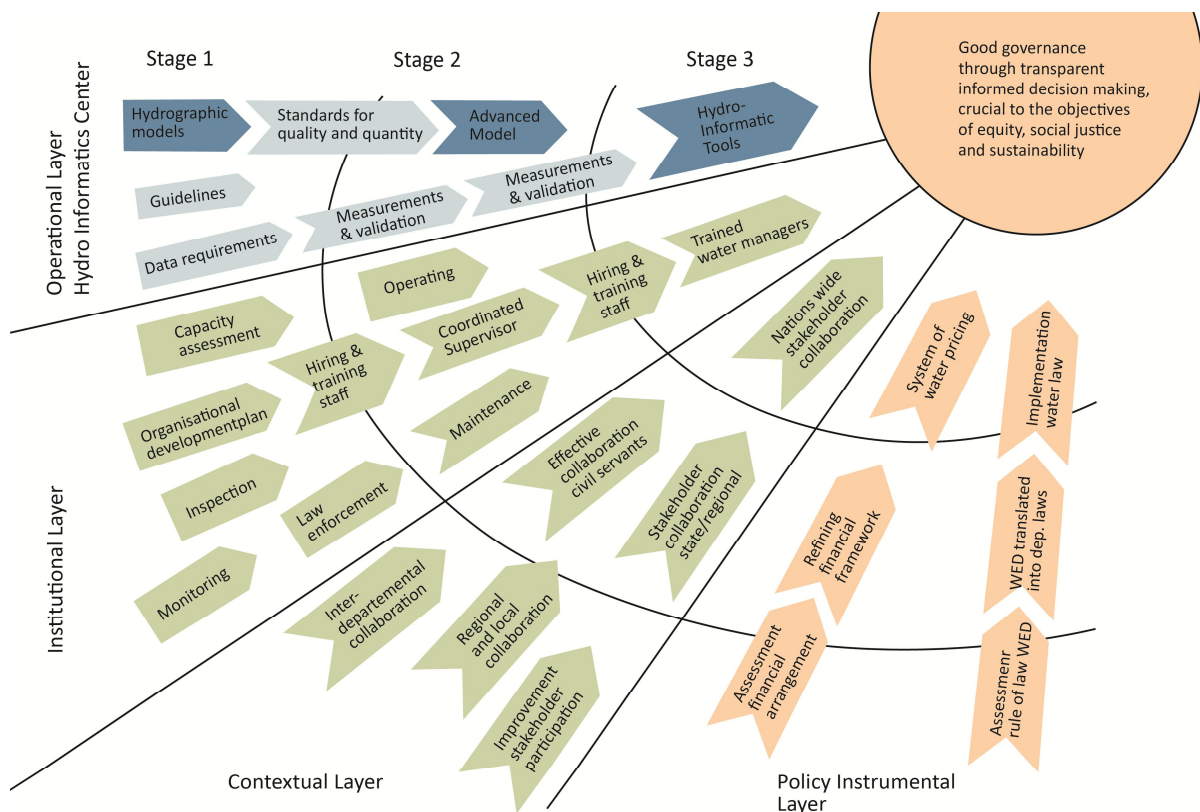 Stage 1
Stage 2
Stage 3
Good governance
through transparent
informed decision making,
crucial to the objectives
of equity, social justice
and sustainability
Operational Layer
Hydro Informatics Center
Hydrographic
models
Standards for
quality and quantity
Advanced
Model
Hydro-
Informatic
Tools
Guidelines
Measurements
& validation
Measurements
& validation
Data requirements
Institutional Layer
Operating
Hiring &
training
staff
Trained
water managers
Capacity
assessment
Hiring &
training
staff
Coordinated
Supervisor
Organisational
developmentplan
Maintenance
Inspection
Law
enforcement
Monitoring
Nations wide
stakeholder
collaboration
Effective
collaboration
civil servants
Stakeholder
collaboration
state/regional
Inter-
departemental
collaboration
Regional
and local
collaboration
Improvement
stakeholder
participation
System of
water pricing
Implementation
water law
Refining
financial
framework
WED translated
into dep. laws
Assessment
financial
arrangement
Assessmenr
rule of law WED
Contextual Layer
Policy Instrumental
Layer